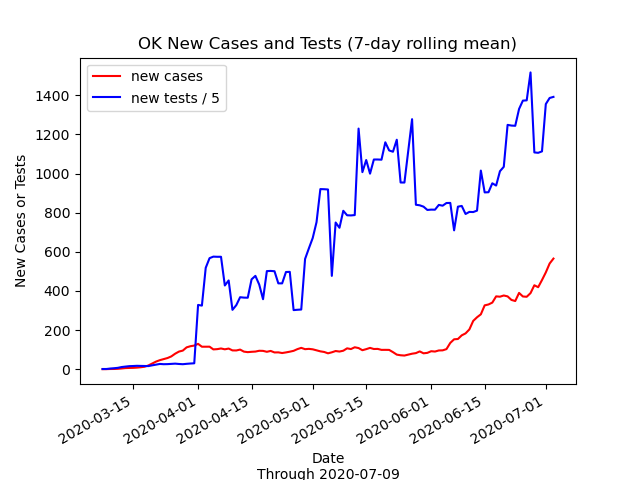 OK New Cases and Tests (7-day rolling mean)
new cases
new tests / 5
New Cases or Tests
1400
1200
1000
800
600
400
200
0
2020-03-15
2020-04-01
2020-04-15
2020-05-01
2020-05-15
2020-06-01
2020-06-15
2020-07-01
Date
Through 2020-07-09